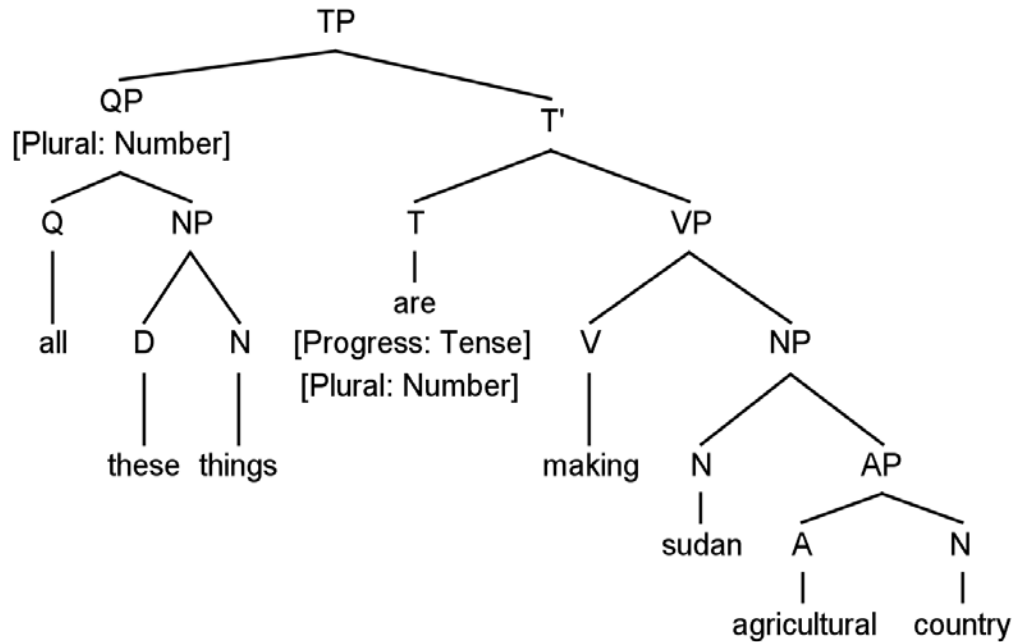 TP
QP
T'
[Plural: Number]
Q NP T VP
are
all D N [Progress: Tense] V NP
[Plural: Number]
these things making N AP
sudan A N
agricultural country